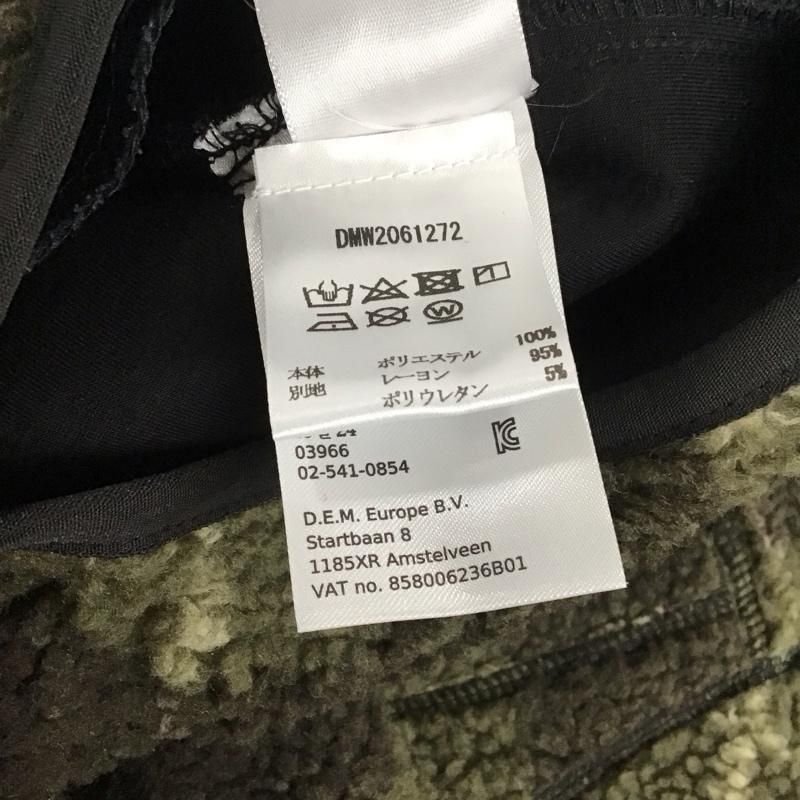 DMW2061272
W
本体 ポリエステル 100%
別地 レーヨン 95%
ポリウレタン 5%
24
03966
02-541-0854
D.E.M. Europe B.V.
Startbaan 8
1185XR Amstelveen
VAT no. 858006236B01